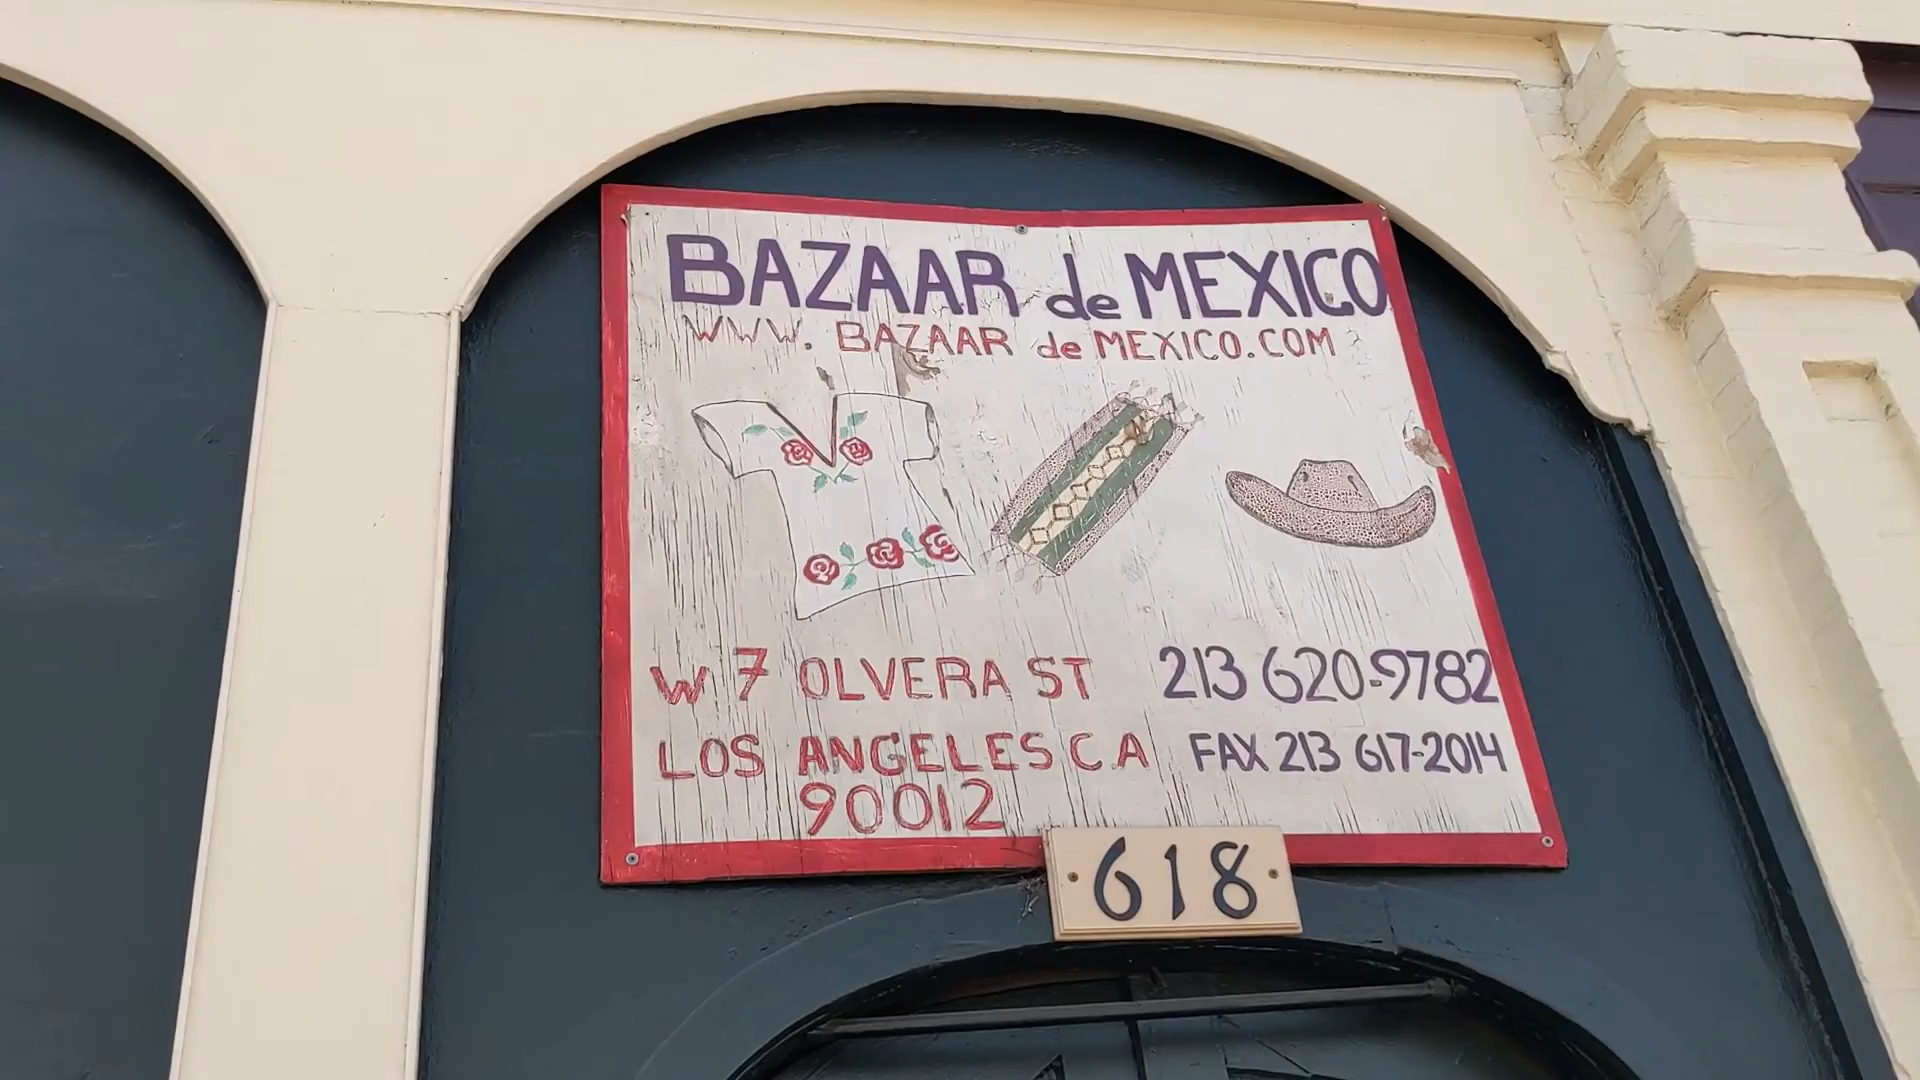 BAZAAR de MEXICO
WWW. BAZAAR de MEXICO.COM
W 7 OLVERA ST 213 620-9782
LOS ANGELES CA FAX 213 617-2014
90012
618